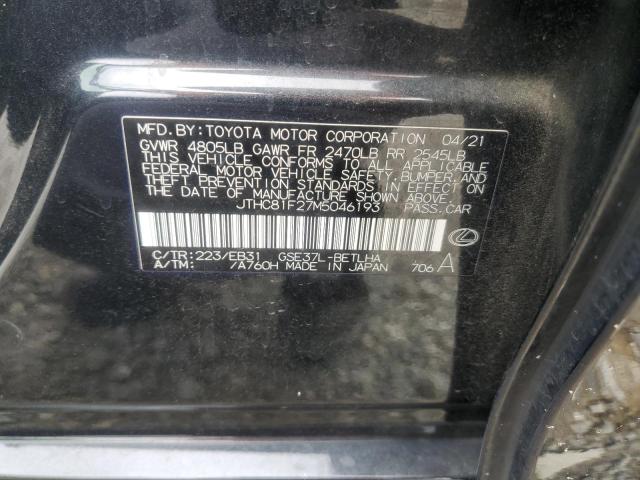 MFD.BY:TOYOTA MOTOR CORPORATION 04/21
GVWR 4805LB GAWR FR 2470LB RR 2545LB
THIS VEHICLE CONFORMS TO ALL APPLICABLE
FEDERAL MOTOR VEHICLE SAFETY,BUMPER,AND
THEFT PREVENTION STANDARDS IN EFFECT ON
THE DATE OF MANUFACTURE SHOWN ABOVE.
JTHC81F27M5046193 PASS.CAR
C/TR:223/EB31 GSE37L-BETLHA
A/TM: /A760H MADE IN JAPAN 706 A